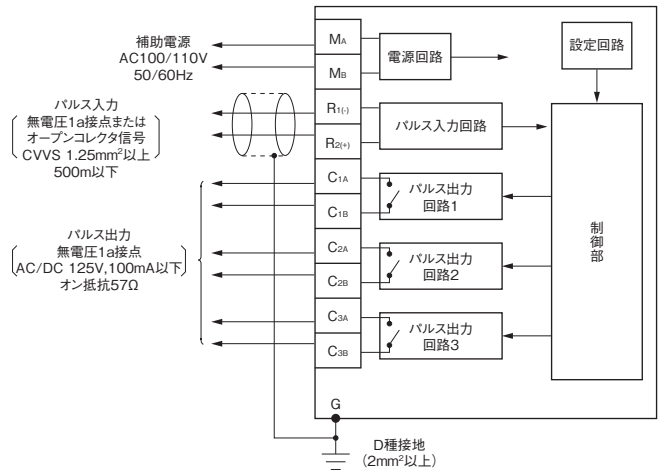 補助電源
AC100/110V
50/60Hz
パルス入力
無電圧1a接点または
オープンコレクタ信号
CVVS 1.25mm²以上
500m以下
パルス出力
無電圧1a接点
AC/DC 125V,100mA以下
オン抵抗57Ω
MA
MB
R1(-)
R2(+)
C1A
C1B
C2A
C2B
C3A
C3B
電源回路
設定回路
パルス入力回路
パルス出力
回路1
パルス出力
回路2
パルス出力
回路3
制御部
G
D種接地
(2mm²以上)